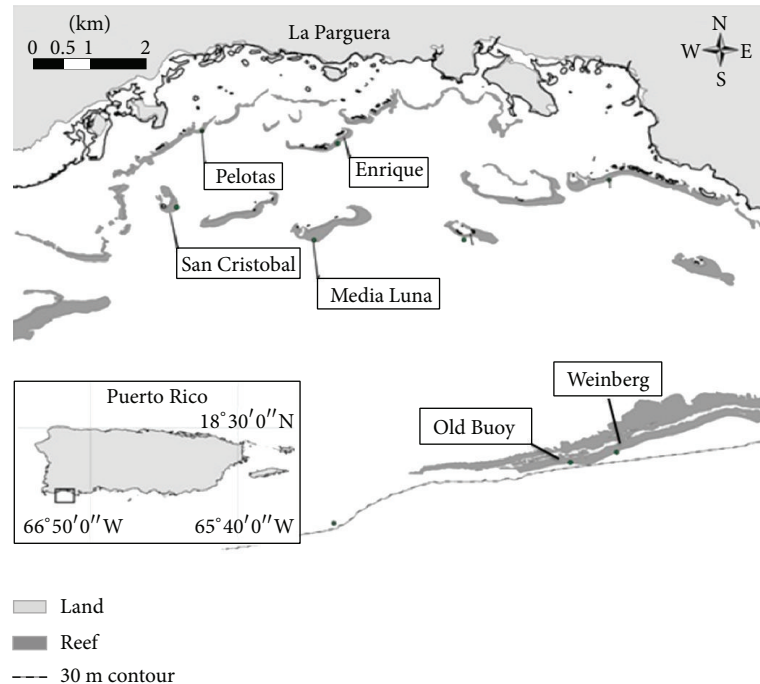 (km)
0 0.5 1 2
La Parguera
N
W E
S
Pelotas
Enrique
San Cristobal
Media Luna
Weinberg
Old Buoy
Puerto Rico
18°30′0″N
66°50′0″W
65°40′0″W
Land
Reef
30 m contour